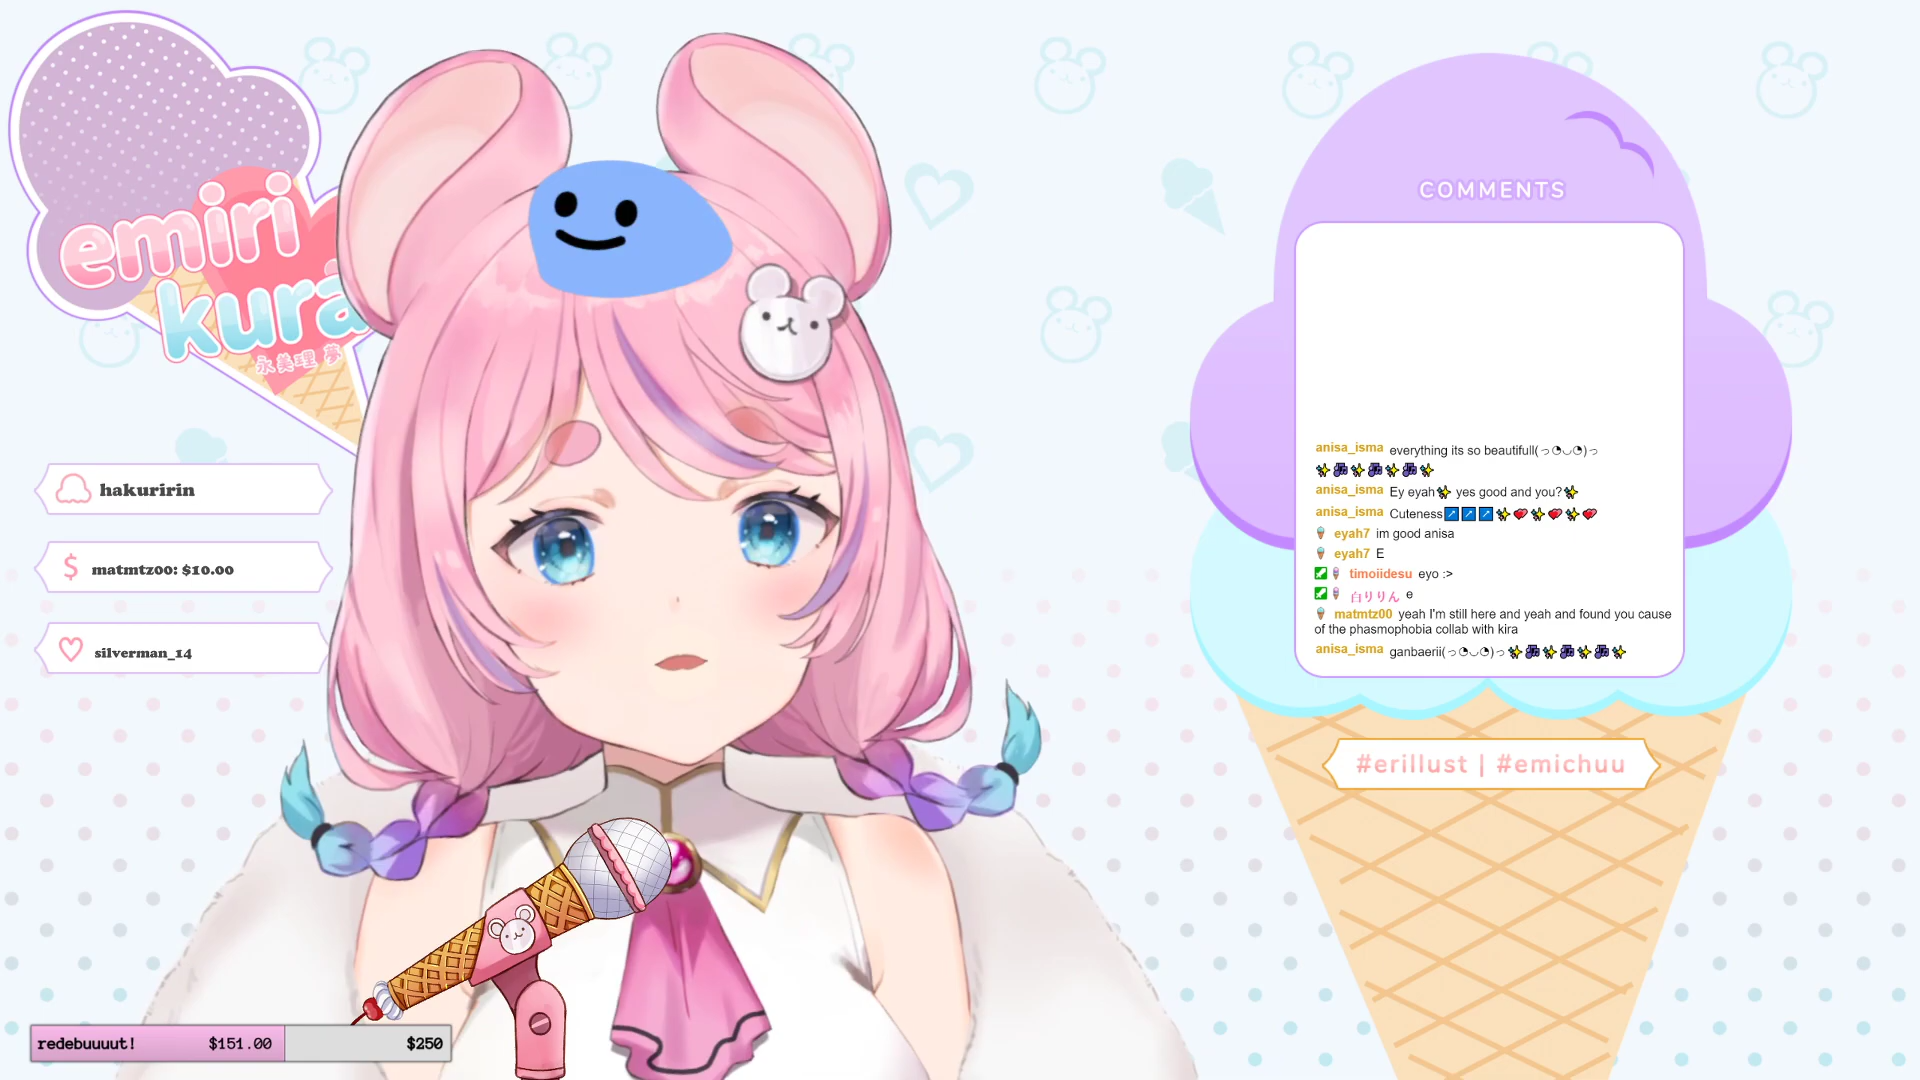 emiri
kura
永美理 夢
hakuririn
$ matmtz00: $10.00
silverman_14
redebuuuut! $151.00 $250
COMMENTS
anisa_isma everything its so beautifull(っ◔◡◔)っ
✨🎶✨🎶✨🎶✨
anisa_isma Ey eyah✨ yes good and you?✨
anisa_isma Cuteness↗↗↗✨❤✨❤✨❤
eyah7 im good anisa
eyah7 E
timoiidesu eyo :>
白りりん e
matmtz00 yeah I'm still here and yeah and found you cause
of the phasmophobia collab with kira
anisa_isma ganbaerii(っ◔◡◔)っ✨🎶✨🎶✨🎶✨
#erillust | #emichuu